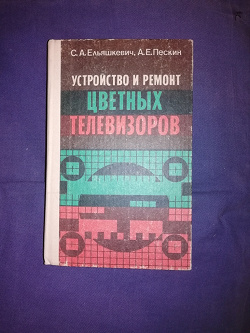 С. А. Ельяшкевич, А. Е. Пескин
УСТРОЙСТВО И РЕМОНТ
ЦВЕТНЫХ
ТЕЛЕВИЗОРОВ